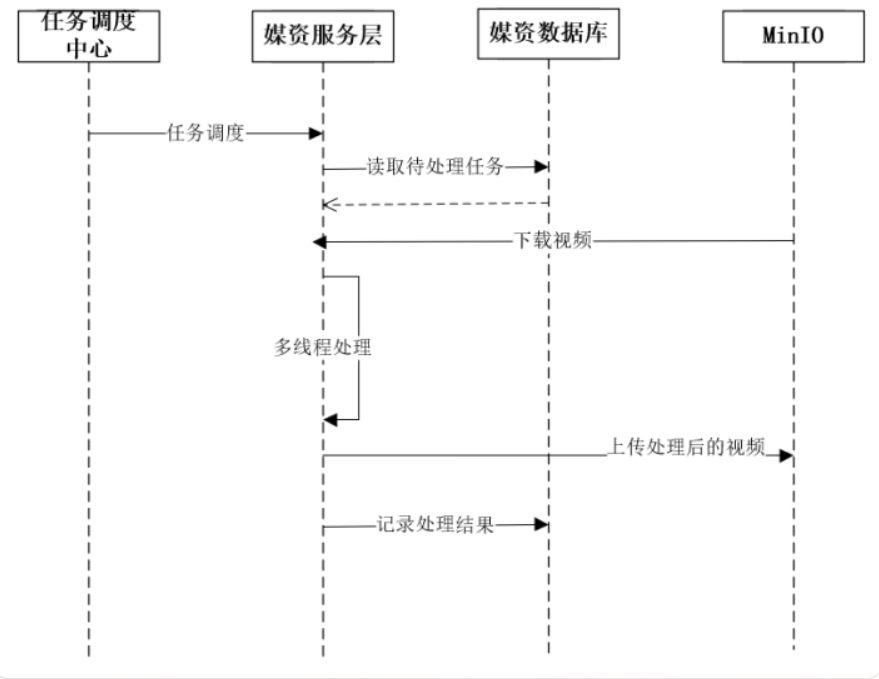 任务调度
中心
媒资服务层
媒资数据库
MinIO
任务调度
读取待处理任务
下载视频
多线程处理
上传处理后的视频
记录处理结果